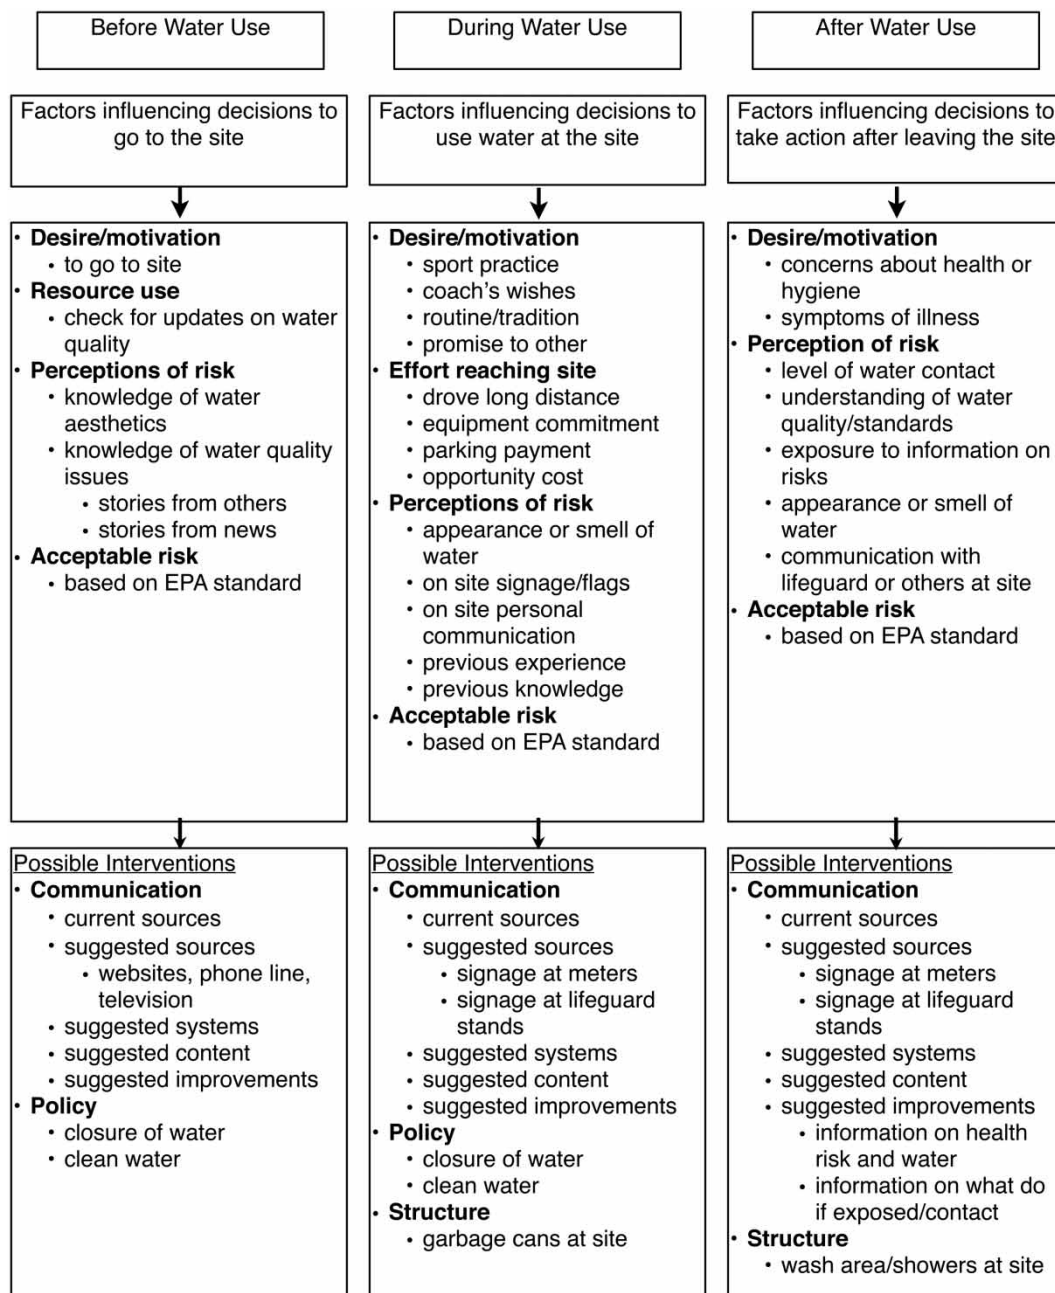 Before Water Use
Factors influencing decisions to
go to the site
• Desire/motivation
• to go to site
• Resource use
• check for updates on water
quality
• Perceptions of risk
• knowledge of water
aesthetics
• knowledge of water quality
issues
• stories from others
• stories from news
• Acceptable risk
• based on EPA standard
Possible Interventions
• Communication
• current sources
• suggested sources
• websites, phone line,
television
• suggested systems
• suggested content
• suggested improvements
• Policy
• closure of water
• clean water
During Water Use
Factors influencing decisions to
use water at the site
• Desire/motivation
• sport practice
• coach's wishes
• routine/tradition
• promise to other
• Effort reaching site
• drove long distance
• equipment commitment
• parking payment
• opportunity cost
• Perceptions of risk
• appearance or smell of
water
• on site signage/flags
• on site personal
communication
• previous experience
• previous knowledge
• Acceptable risk
• based on EPA standard
Possible Interventions
• Communication
• current sources
• suggested sources
• signage at meters
• signage at lifeguard
stands
• suggested systems
• suggested content
• suggested improvements
• Policy
• closure of water
• clean water
• Structure
• garbage cans at site
After Water Use
Factors influencing decisions to
take action after leaving the site
• Desire/motivation
• concerns about health or
hygiene
• symptoms of illness
• Perception of risk
• level of water contact
• understanding of water
quality/standards
• exposure to information on
risks
• appearance or smell of
water
• communication with
lifeguard or others at site
• Acceptable risk
• based on EPA standard
Possible Interventions
• Communication
• current sources
• suggested sources
• signage at meters
• signage at lifeguard
stands
• suggested systems
• suggested content
• suggested improvements
• information on health
risk and water
• information on what do
if exposed/contact
• Structure
• wash area/showers at site